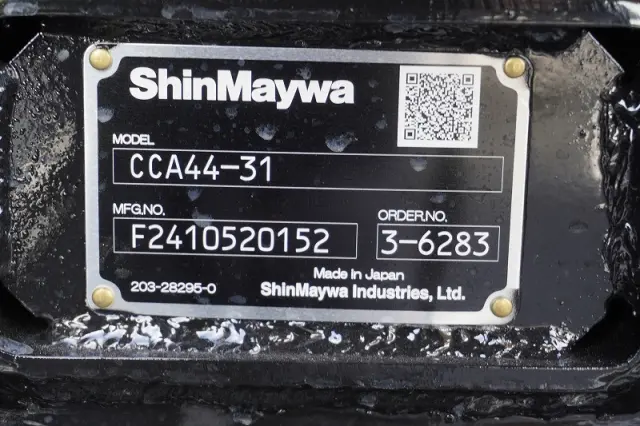 ShinMaywa
MODEL
CCA44-31
MFG.NO. ORDER.NO.
F2410520152 3-6283
Made in Japan
203-28295-0 ShinMaywa Industries, Ltd.